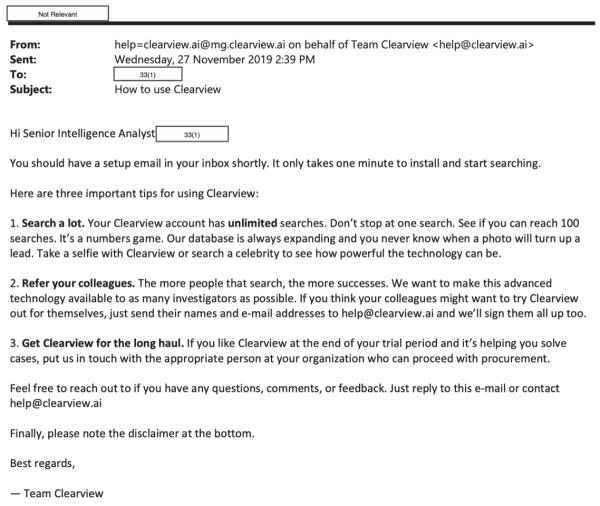 Not Relevant
From: help=clearview.ai@mg.clearview.ai on behalf of Team Clearview <help@clearview.ai>
Sent: Wednesday, 27 November 2019 2:39 PM
To: 33(1)
Subject: How to use Clearview
Hi Senior Intelligence Analyst 33(1)
You should have a setup email in your inbox shortly. It only takes one minute to install and start searching.
Here are three important tips for using Clearview:
1. Search a lot. Your Clearview account has unlimited searches. Don’t stop at one search. See if you can reach 100
searches. It’s a numbers game. Our database is always expanding and you never know when a photo will turn up a
lead. Take a selfie with Clearview or search a celebrity to see how powerful the technology can be.
2. Refer your colleagues. The more people that search, the more successes. We want to make this advanced
technology available to as many investigators as possible. If you think your colleagues might want to try Clearview
out for themselves, just send their names and e-mail addresses to help@clearview.ai and we’ll sign them all up too.
3. Get Clearview for the long haul. If you like Clearview at the end of your trial period and it’s helping you solve
cases, put us in touch with the appropriate person at your organization who can proceed with procurement.
Feel free to reach out to if you have any questions, comments, or feedback. Just reply to this e-mail or contact
help@clearview.ai
Finally, please note the disclaimer at the bottom.
Best regards,
— Team Clearview